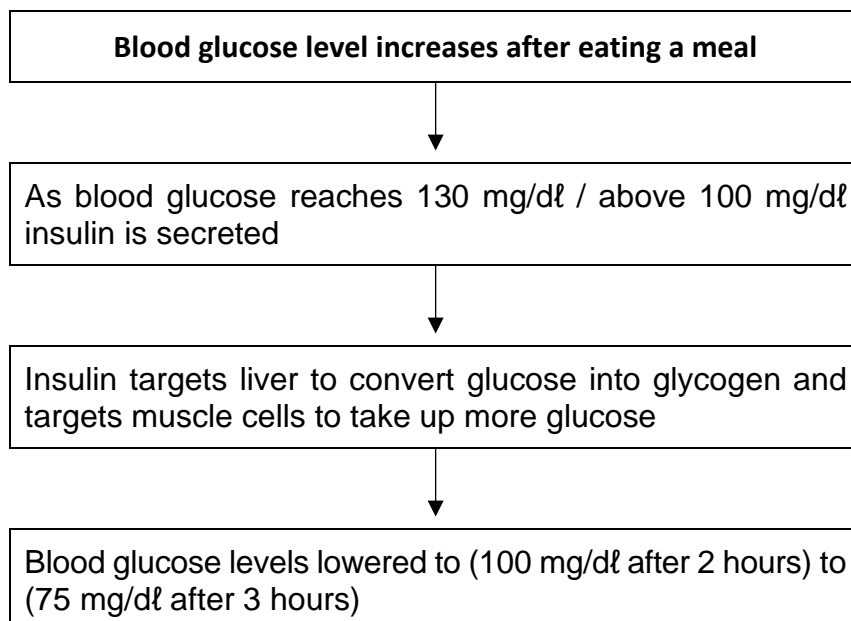 Blood glucose level increases after eating a meal
As blood glucose reaches 130 mg/dℓ / above 100 mg/dℓ
insulin is secreted
Insulin targets liver to convert glucose into glycogen and
targets muscle cells to take up more glucose
Blood glucose levels lowered to (100 mg/dℓ after 2 hours) to
(75 mg/dℓ after 3 hours)